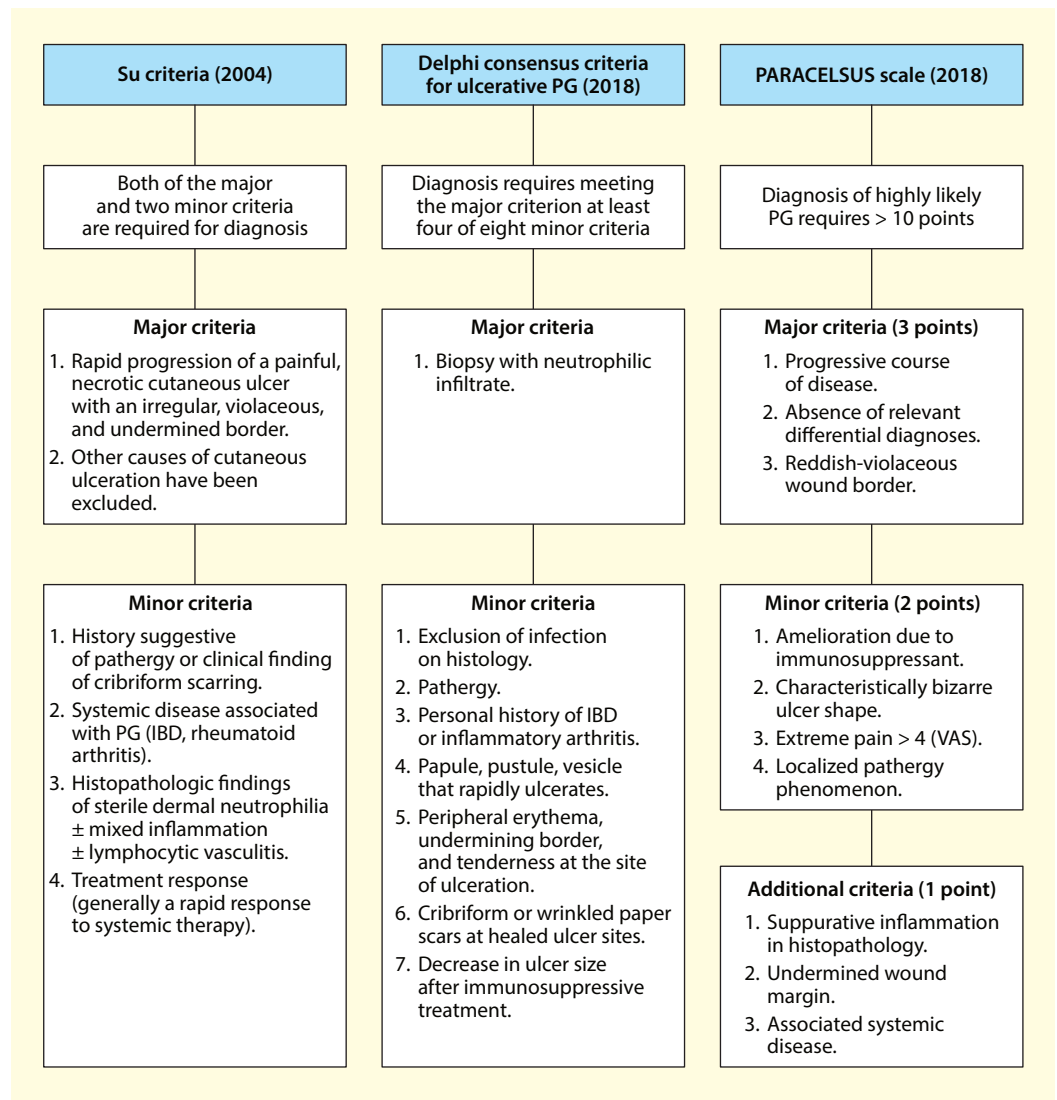 Su criteria (2004)
Both of the major
and two minor criteria
are required for diagnosis
Major criteria
1. Rapid progression of a painful,
necrotic cutaneous ulcer
with an irregular, violaceous,
and undermined border.
2. Other causes of cutaneous
ulceration have been
excluded.
Minor criteria
1. History suggestive
of pathergy or clinical finding
of cribriform scarring.
2. Systemic disease associated
with PG (IBD, rheumatoid
arthritis).
3. Histopathologic findings
of sterile dermal neutrophilia
± mixed inflammation
± lymphocytic vasculitis.
4. Treatment response
(generally a rapid response
to systemic therapy).
Delphi consensus criteria
for ulcerative PG (2018)
Diagnosis requires meeting
the major criterion at least
four of eight minor criteria
Major criteria
1. Biopsy with neutrophilic
infiltrate.
Minor criteria
1. Exclusion of infection
on histology.
2. Pathergy.
3. Personal history of IBD
or inflammatory arthritis.
4. Papule, pustule, vesicle
that rapidly ulcerates.
5. Peripheral erythema,
undermining border,
and tenderness at the site
of ulceration.
6. Cribriform or wrinkled paper
scars at healed ulcer sites.
7. Decrease in ulcer size
after immunosuppressive
treatment.
PARACELSUS scale (2018)
Diagnosis of highly likely
PG requires > 10 points
Major criteria (3 points)
1. Progressive course
of disease.
2. Absence of relevant
differential diagnoses.
3. Reddish-violaceous
wound border.
Minor criteria (2 points)
1. Amelioration due to
immunosuppressant.
2. Characteristically bizarre
ulcer shape.
3. Extreme pain > 4 (VAS).
4. Localized pathergy
phenomenon.
Additional criteria (1 point)
1. Suppurative inflammation
in histopathology.
2. Undermined wound
margin.
3. Associated systemic
disease.